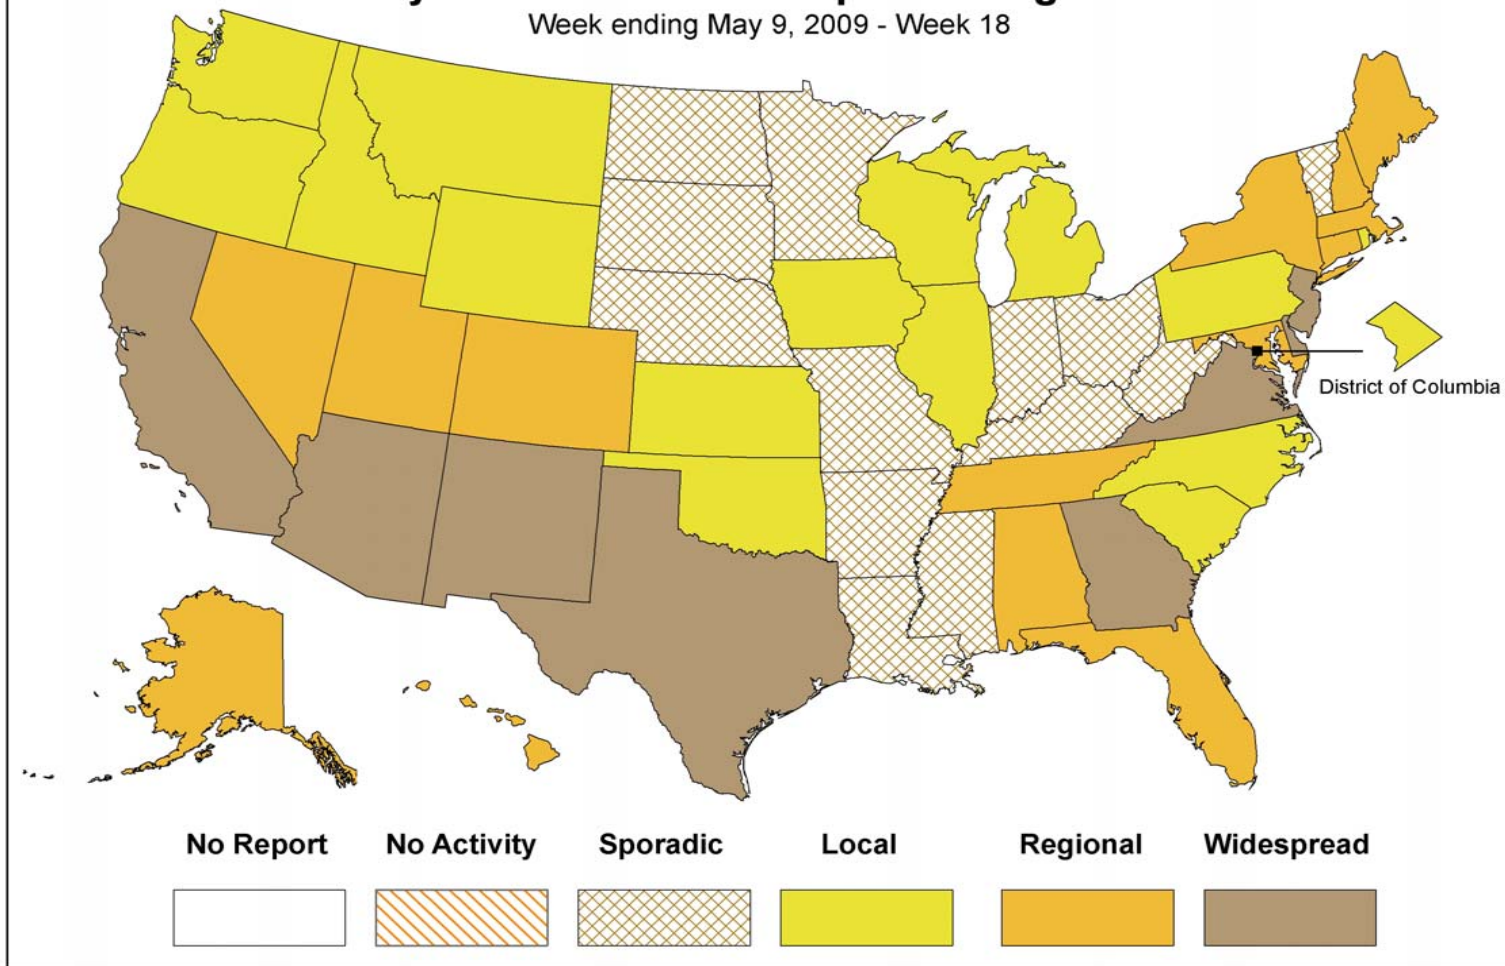 Week ending May 9, 2009 - Week 18
District of Columbia
No Report No Activity Sporadic Local Regional Widespread